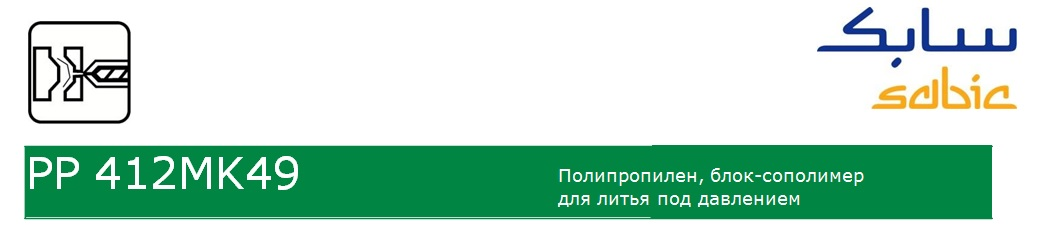 سابك
sabic
PP 412MK49
Полипропилен, блок-сополимер
для литья под давлением